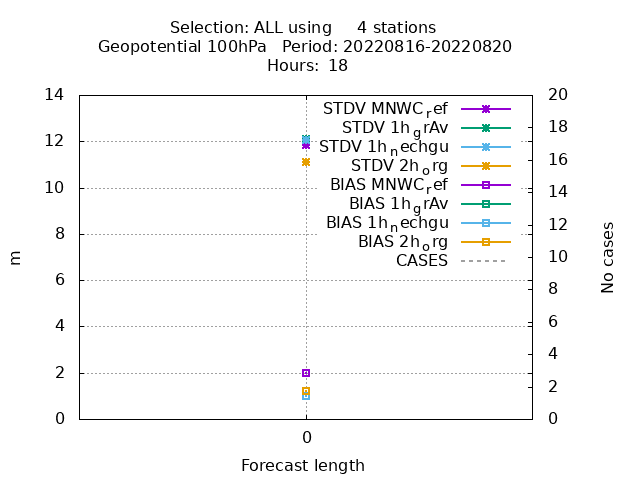 Selection: ALL using     4 stations
Geopotential 100hPa   Period: 20220816-20220820
Hours: 18
14
12
10
8
6
4
2
0
m
STDV MNWC_ref
STDV 1h_grAv
STDV 1h_nechgu
STDV 2h_org
BIAS MNWC_ref
BIAS 1h_grAv
BIAS 1h_nechgu
BIAS 2h_org
CASES
20
18
16
14
12
10
8
6
4
2
0
No cases
0
Forecast length